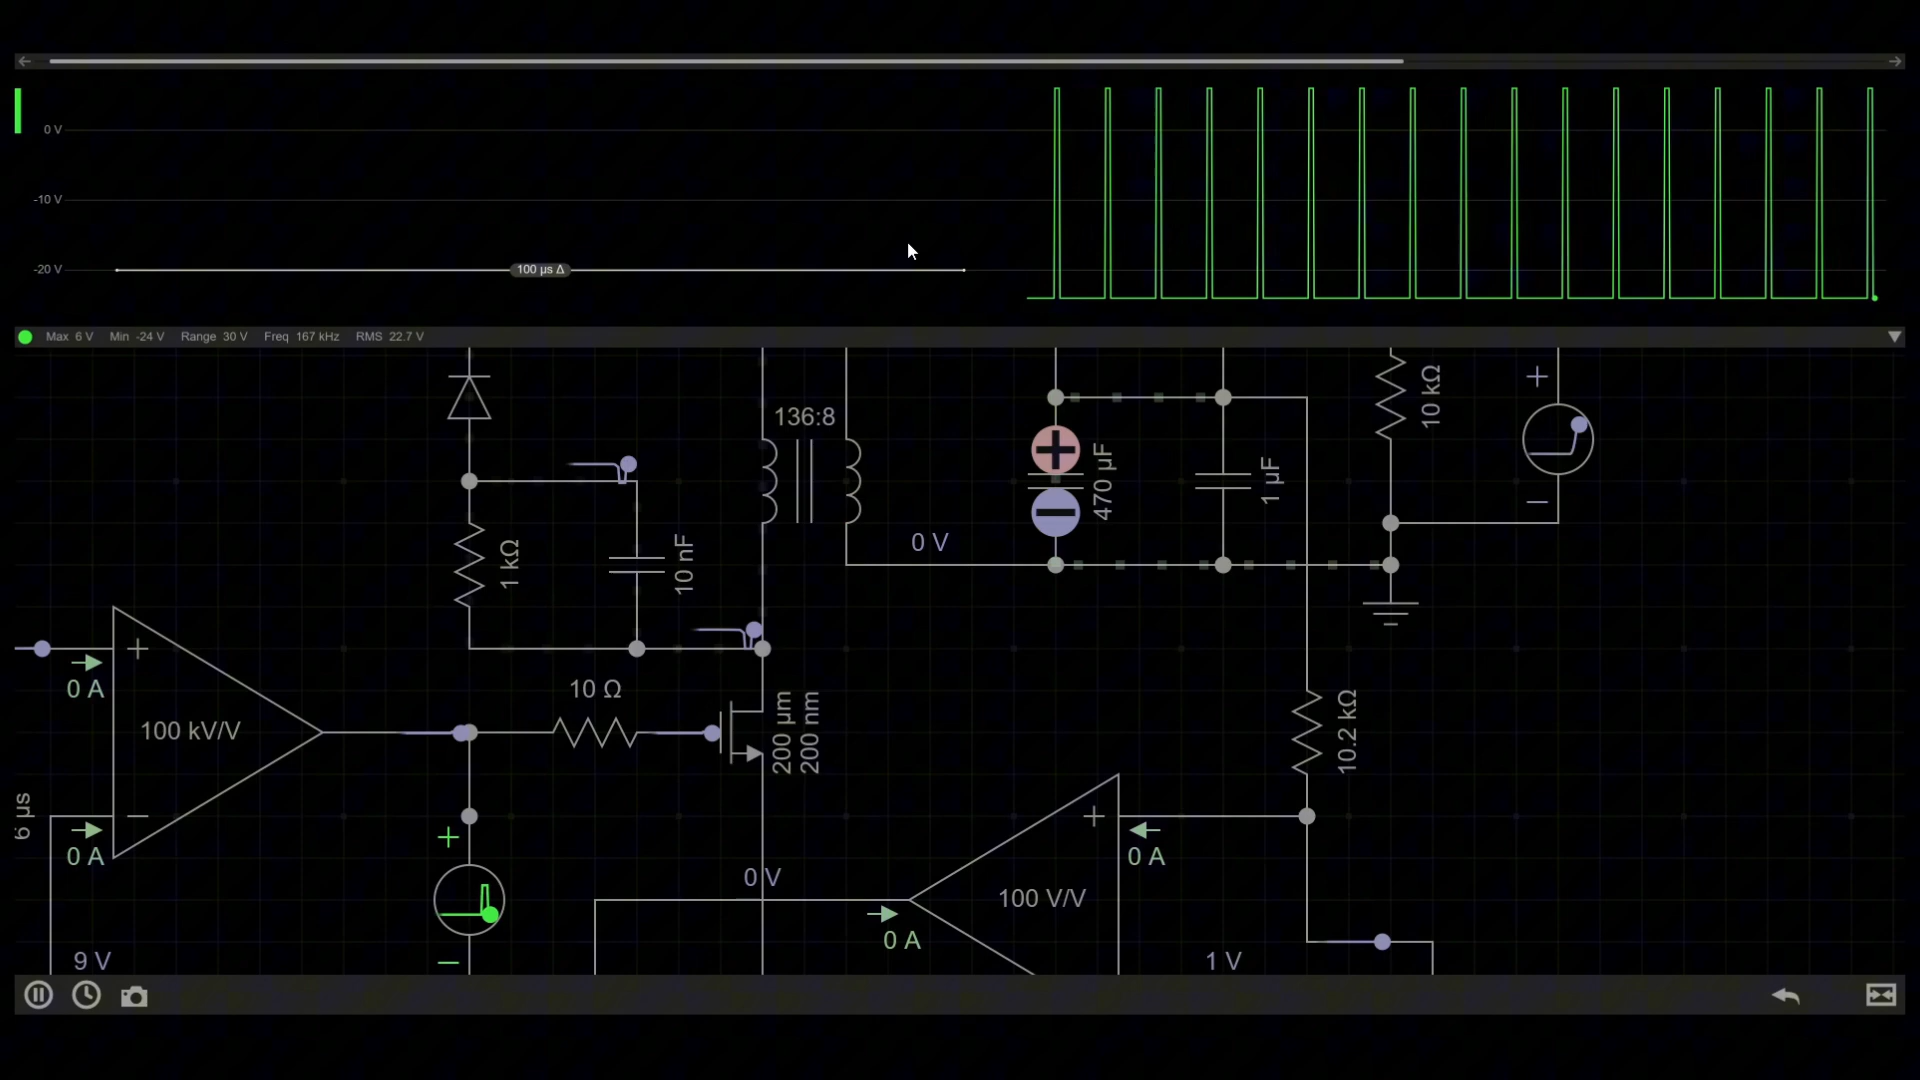 0 V
-10 V
-20 V
100 µs Δ
Max 6 V Min -24 V Range 30 V Freq 167 kHz RMS 22.7 V
136:8
10 kΩ
470 µF
1 µF
0 V
1 kΩ
10 nF
0 A
100 kV/V
10 Ω
200 µm
200 nm
10.2 kΩ
6 µs
0 A
0 A
0 V
100 V/V
0 A
9 V
1 V